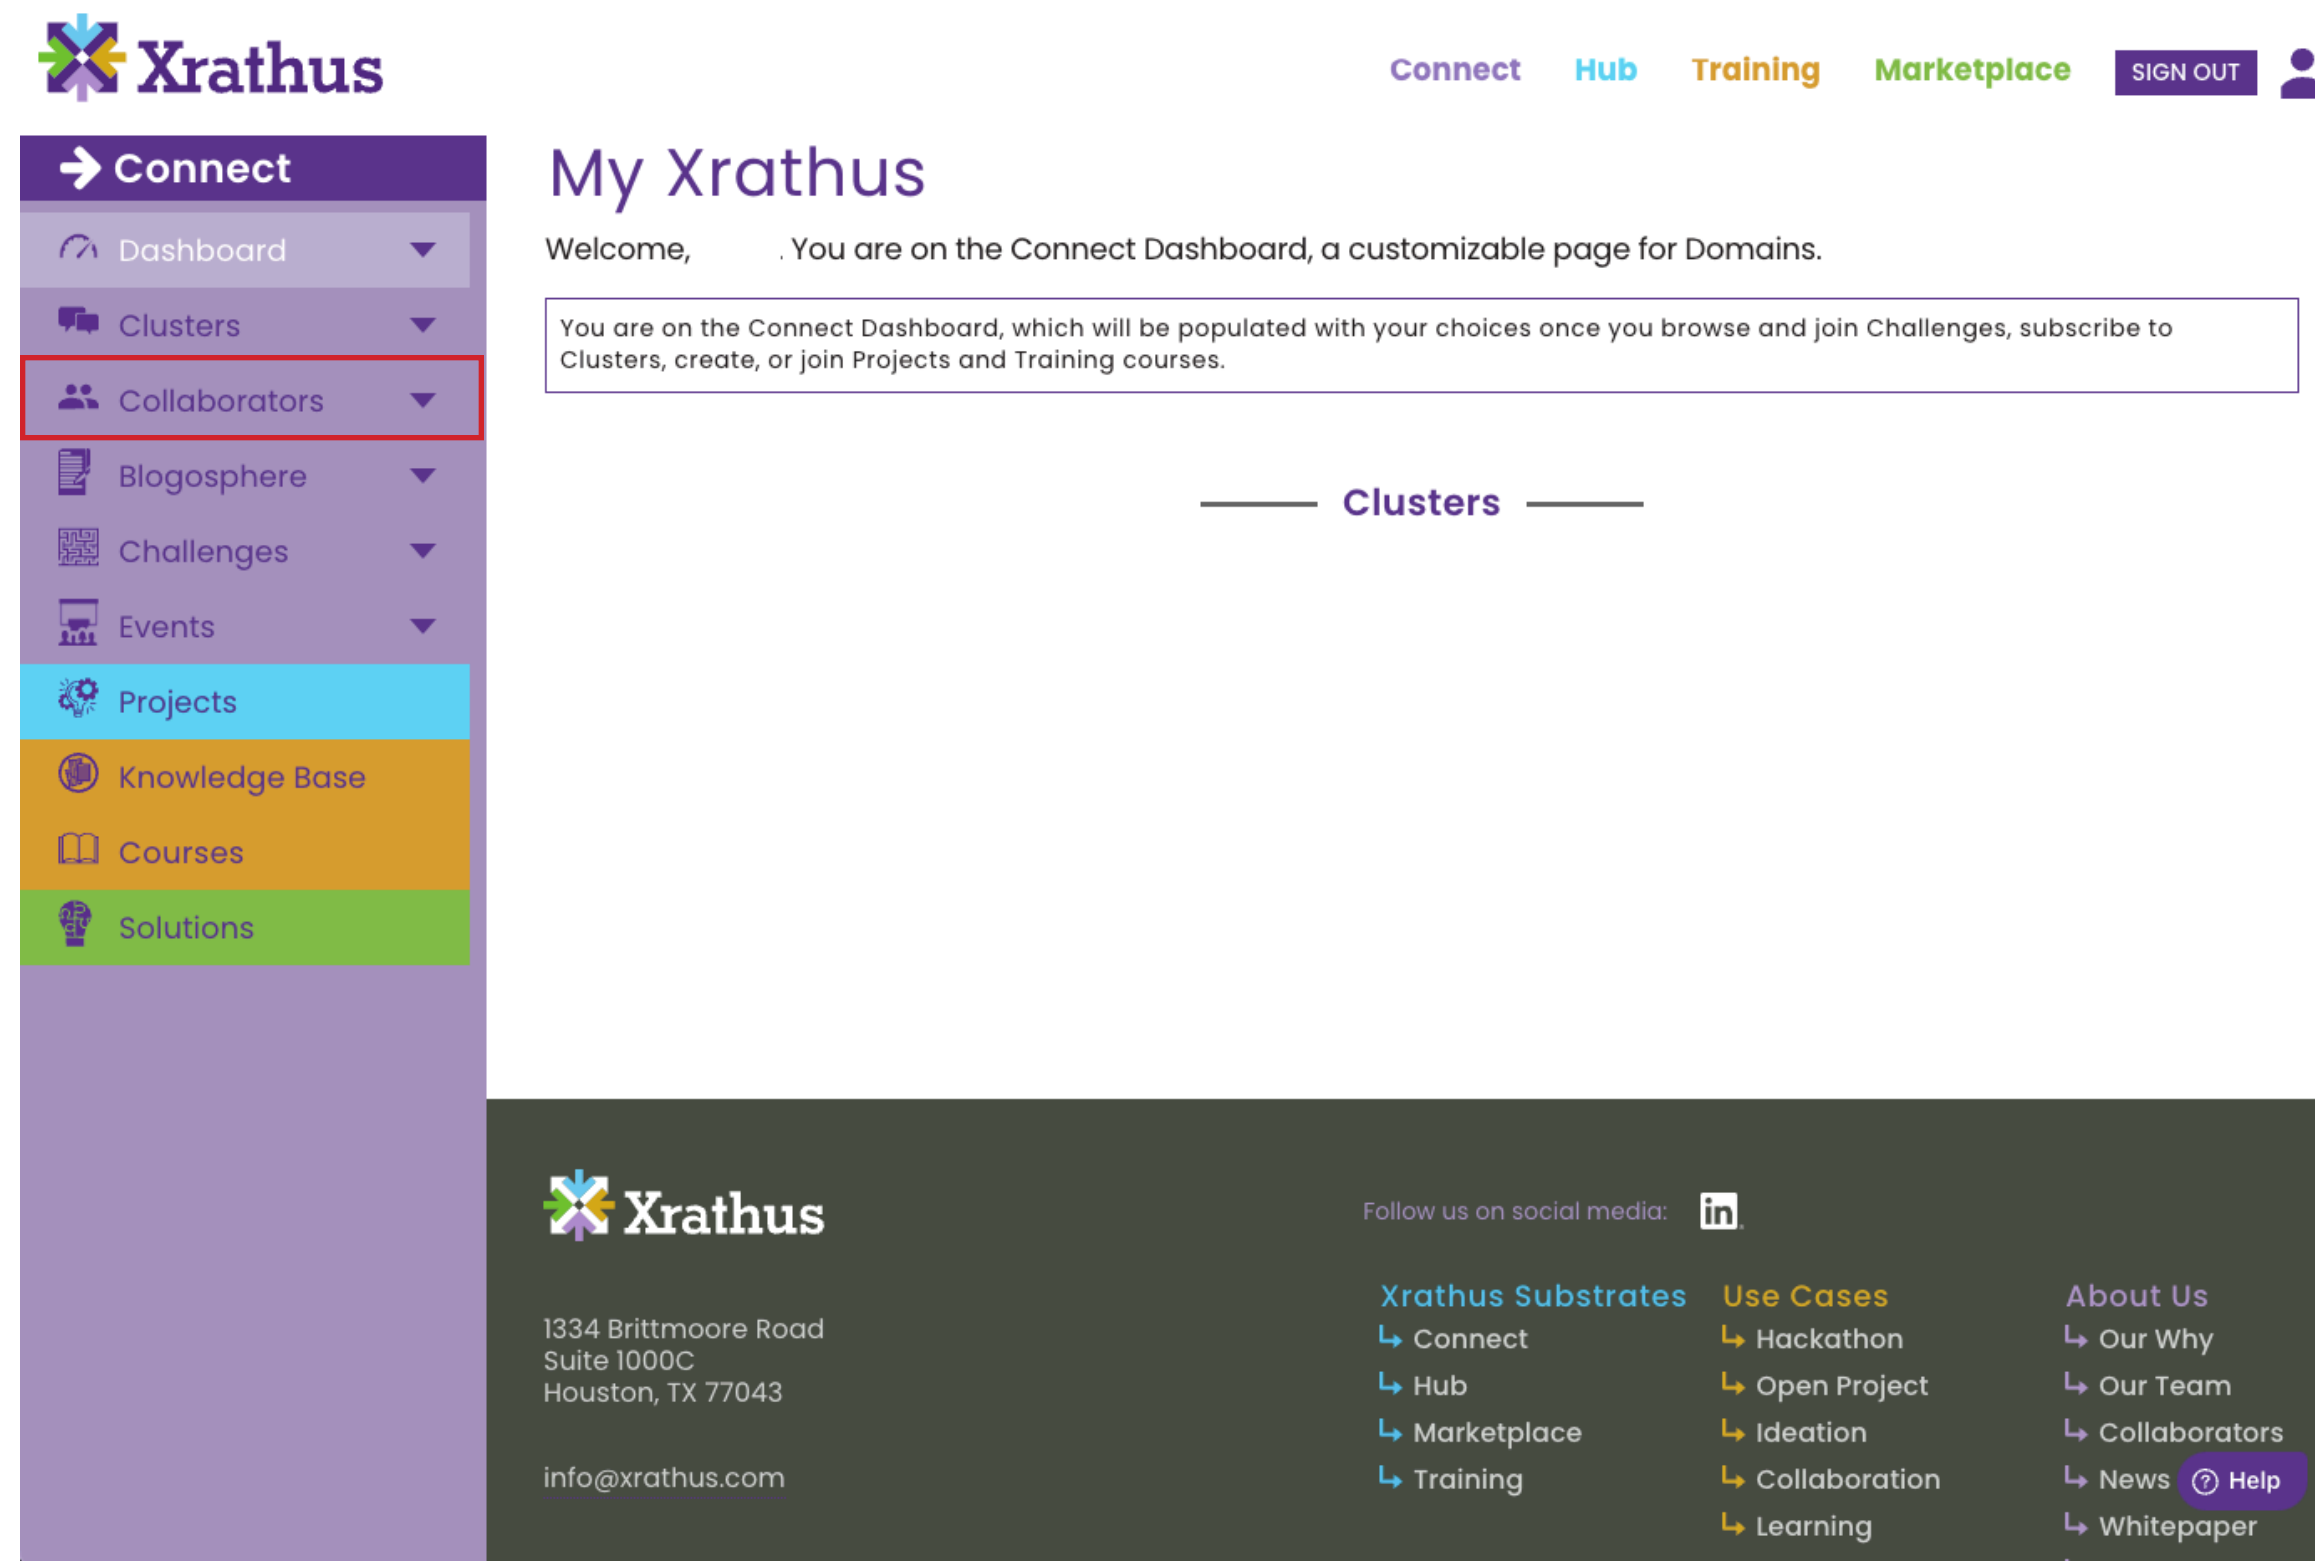 Xrathus
Connect Hub Training Marketplace SIGN OUT
Connect
Dashboard
Clusters
Collaborators
Blogosphere
Challenges
Events
Projects
Knowledge Base
Courses
Solutions
My Xrathus
Welcome, . You are on the Connect Dashboard, a customizable page for Domains.
You are on the Connect Dashboard, which will be populated with your choices once you browse and join Challenges, subscribe to
Clusters, create, or join Projects and Training courses.
Clusters
Xrathus
1334 Brittmoore Road
Suite 1000C
Houston, TX 77043
info@xrathus.com
Follow us on social media: in
Xrathus Substrates
Connect
Hub
Marketplace
Training
Use Cases
Hackathon
Open Project
Ideation
Collaboration
Learning
About Us
Our Why
Our Team
Collaborators
News
Whitepaper
? Help